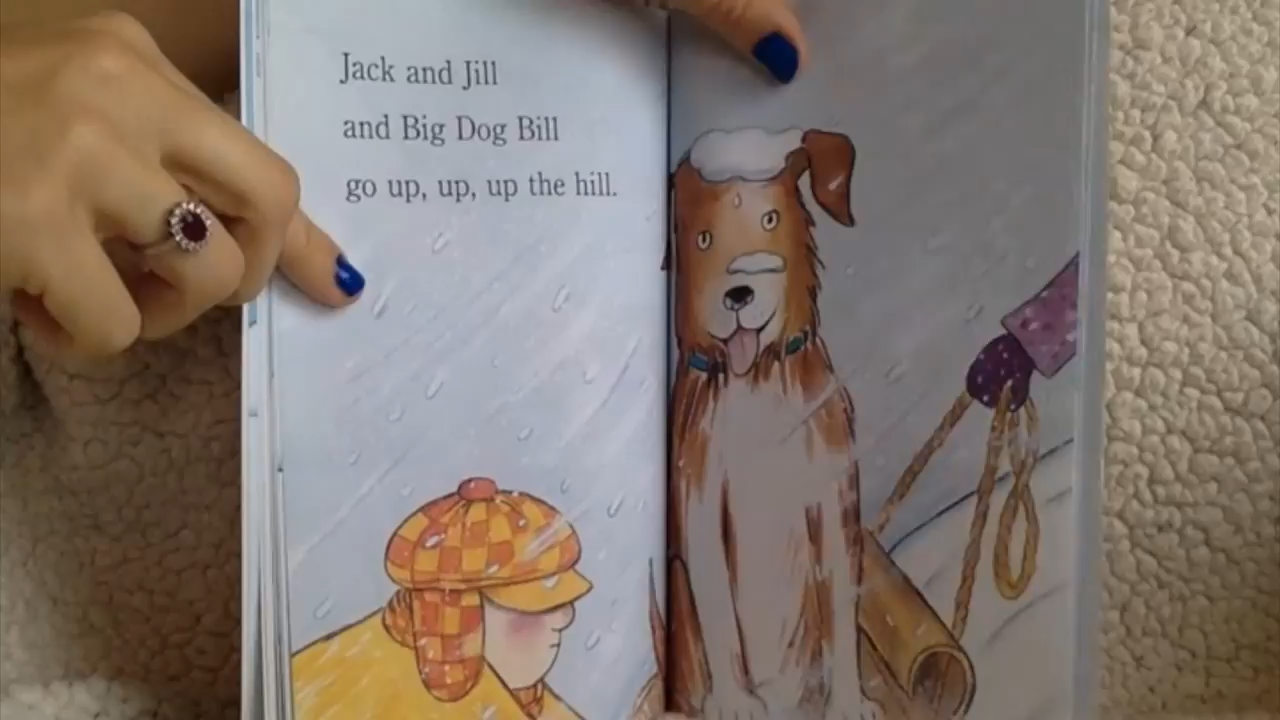 Jack and Jill
and Big Dog Bill
go up, up, up the hill.